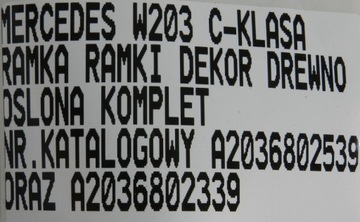 MERCEDES W203 C-KLASA
RAMKA RAMKI DEKOR DREWNO
OSLONA KOMPLET
NR.KATALOGOWY A2036802539
ORAZ A2036802339